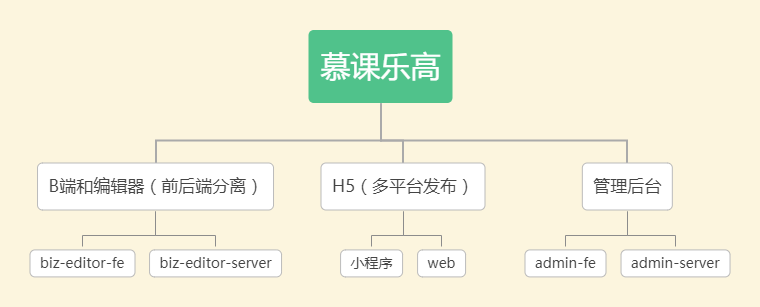 慕课乐高
B端和编辑器（前后端分离）
H5（多平台发布）
管理后台
biz-editor-fe
biz-editor-server
小程序
web
admin-fe
admin-server